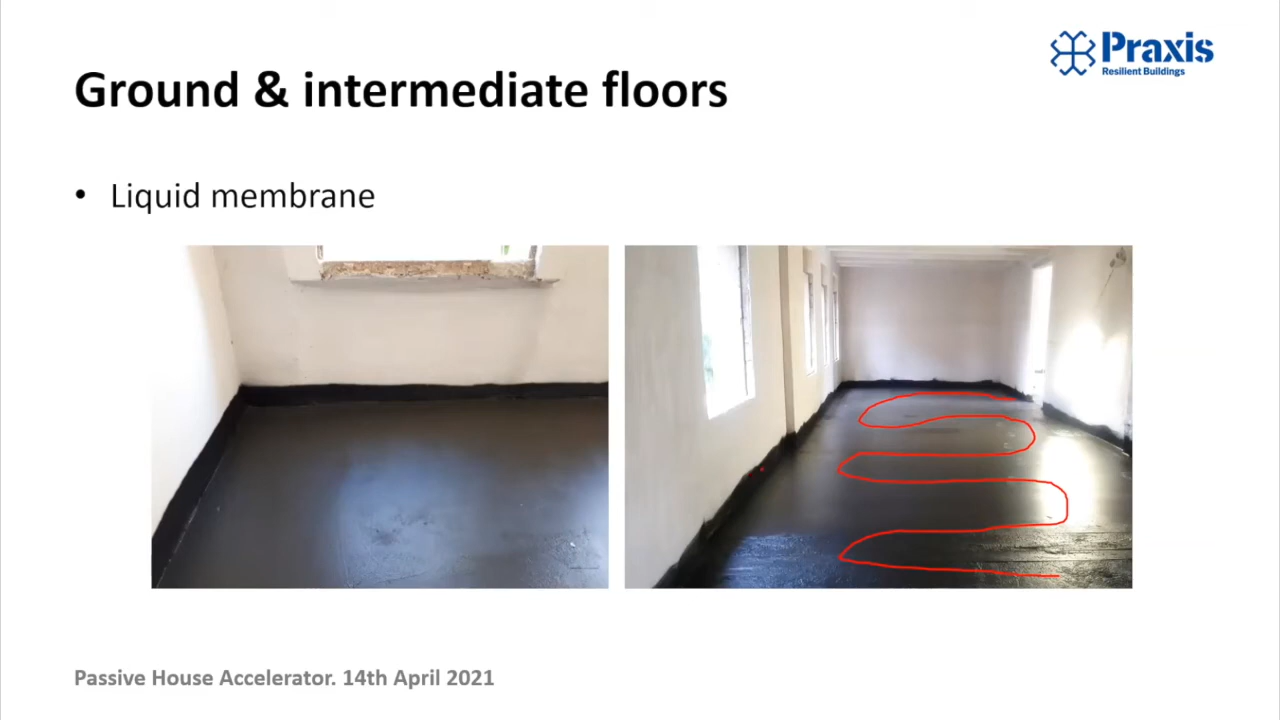 Praxis
Resilient Buildings
Ground & intermediate floors
• Liquid membrane
Passive House Accelerator. 14th April 2021